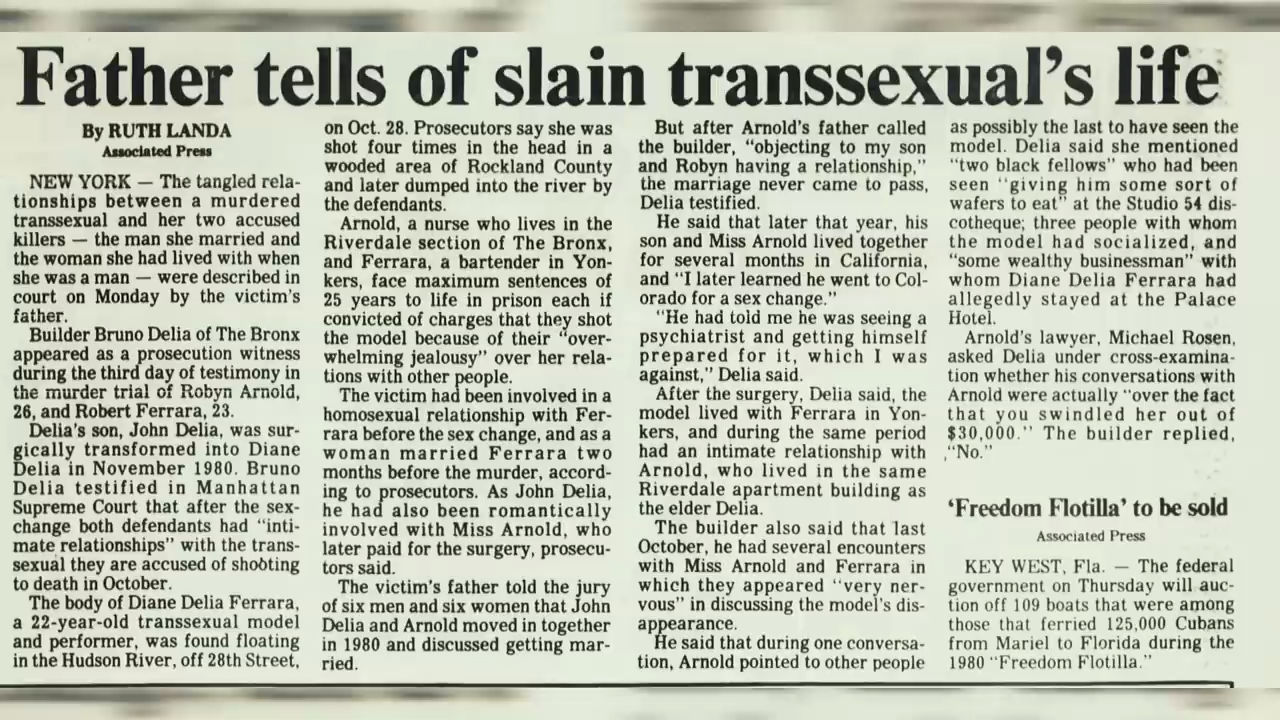 Father tells of slain transsexual's life
By RUTH LANDA
Associated Press
NEW YORK — The tangled rela-
tionships between a murdered
transsexual and her two accused
killers — the man she married and
the woman she had lived with when
she was a man — were described in
court on Monday by the victim's
father.
Builder Bruno Delia of The Bronx
appeared as a prosecution witness
during the third day of testimony in
the murder trial of Robyn Arnold,
26, and Robert Ferrara, 23.
Delia's son, John Delia, was sur-
gically transformed into Diane
Delia in November 1980. Bruno
Delia testified in Manhattan
Supreme Court that after the sex-
change both defendants had "inti-
mate relationships" with the trans-
sexual they are accused of shooting
to death in October.
The body of Diane Delia Ferrara,
a 22-year-old transsexual model
and performer, was found floating
in the Hudson River, off 28th Street,
on Oct. 28. Prosecutors say she was
shot four times in the head in a
wooded area of Rockland County
and later dumped into the river by
the defendants.
Arnold, a nurse who lives in the
Riverdale section of The Bronx,
and Ferrara, a bartender in Yon-
kers, face maximum sentences of
25 years to life in prison each if
convicted of charges that they shot
the model because of their "over-
whelming jealousy" over her rela-
tions with other people.
The victim had been involved in a
homosexual relationship with Fer-
rara before the sex change, and as a
woman married Ferrara two
months before the murder, accord-
ing to prosecutors. As John Delia,
he had also been romantically
involved with Miss Arnold, who
later paid for the surgery, prosecu-
tors said.
The victim's father told the jury
of six men and six women that John
Delia and Arnold moved in together
in 1980 and discussed getting mar-
ried.
But after Arnold's father called
the builder, "objecting to my son
and Robyn having a relationship,"
the marriage never came to pass,
Delia testified.
He said that later that year, his
son and Miss Arnold lived together
for several months in California,
and "I later learned he went to Col-
orado for a sex change."
"He had told me he was seeing a
psychiatrist and getting himself
prepared for it, which I was
against," Delia said.
After the surgery, Delia said, the
model lived with Ferrara in Yon-
kers, and during the same period
had an intimate relationship with
Arnold, who lived in the same
Riverdale apartment building as
the elder Delia.
The builder also said that last
October, he had several encounters
with Miss Arnold and Ferrara in
which they appeared "very ner-
vous" in discussing the model's dis-
appearance.
He said that during one conversa-
tion, Arnold pointed to other people
as possibly the last to have seen the
model. Delia said she mentioned
"two black fellows" who had been
seen "giving him some sort of
wafers to eat" at the Studio 54 dis-
cotheque; three people with whom
the model had socialized, and
"some wealthy businessman" with
whom Diane Delia Ferrara had
allegedly stayed at the Palace
Hotel.
Arnold's lawyer, Michael Rosen,
asked Delia under cross-examina-
tion whether his conversations with
Arnold were actually "over the fact
that you swindled her out of
$30,000." The builder replied,
"No."
'Freedom Flotilla' to be sold
Associated Press
KEY WEST, Fla. — The federal
government on Thursday will auc-
tion off 109 boats that were among
those that ferried 125,000 Cubans
from Mariel to Florida during the
1980 "Freedom Flotilla."